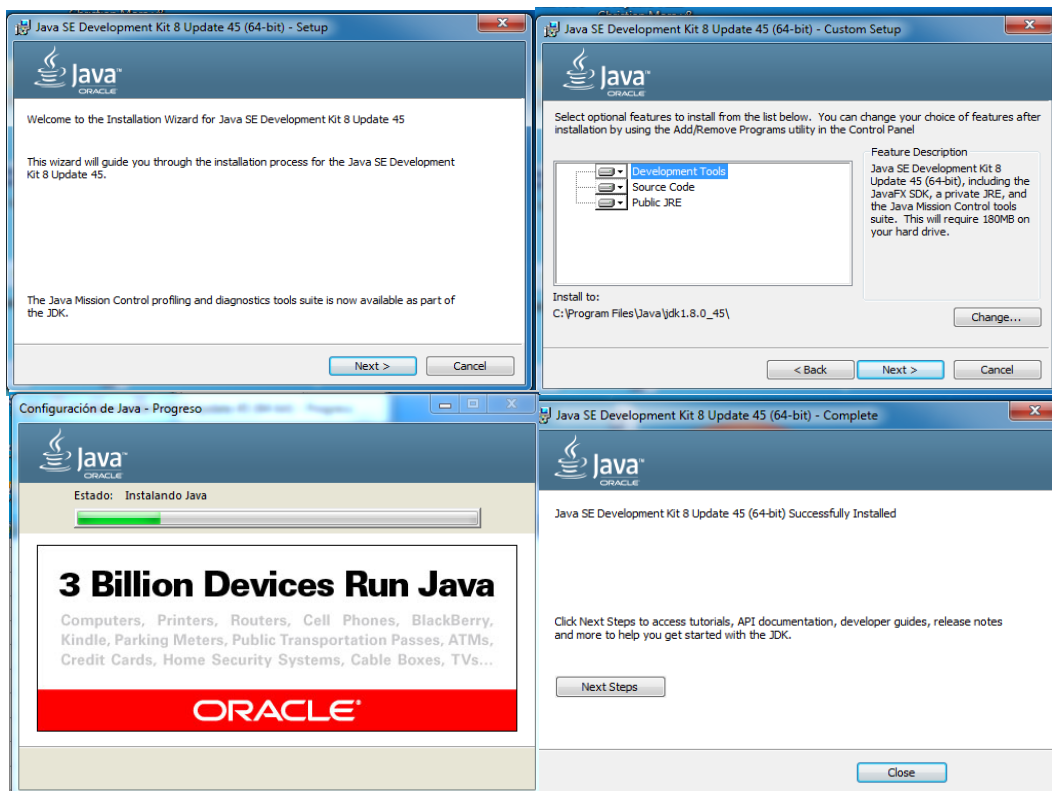 Java SE Development Kit 8 Update 45 (64-bit) - Setup
Java™
ORACLE
Welcome to the Installation Wizard for Java SE Development Kit 8 Update 45
This wizard will guide you through the installation process for the Java SE Development
Kit 8 Update 45.
The Java Mission Control profiling and diagnostics tools suite is now available as part of
the JDK.
Next >
Cancel
Java SE Development Kit 8 Update 45 (64-bit) - Custom Setup
Java™
ORACLE
Select optional features to install from the list below. You can change your choice of features after
installation by using the Add/Remove Programs utility in the Control Panel
Development Tools
Source Code
Public JRE
Feature Description
Java SE Development Kit 8
Update 45 (64-bit), including the
JavaFX SDK, a private JRE, and
the Java Mission Control tools
suite. This will require 180MB on
your hard drive.
Install to:
C:\Program Files\Java\jdk1.8.0_45\
Change...
< Back
Next >
Cancel
Configuración de Java - Progreso
Java™
ORACLE
Estado: Instalando Java
3 Billion Devices Run Java
Computers, Printers, Routers, Cell Phones, BlackBerry,
Kindle, Parking Meters, Public Transportation Passes, ATMs,
Credit Cards, Home Security Systems, Cable Boxes, TVs...
ORACLE®
Java SE Development Kit 8 Update 45 (64-bit) - Complete
Java™
ORACLE
Java SE Development Kit 8 Update 45 (64-bit) Successfully Installed
Click Next Steps to access tutorials, API documentation, developer guides, release notes
and more to help you get started with the JDK.
Next Steps
Close